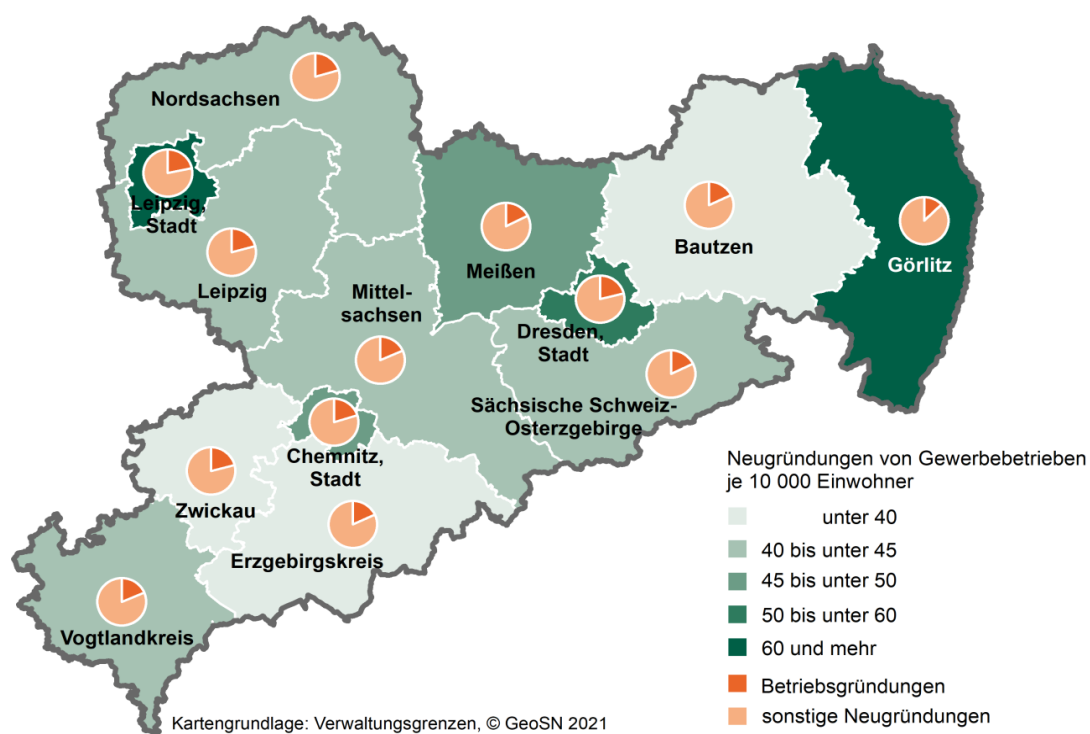 Nordsachsen
Leipzig,
Stadt
Leipzig
Mittel-
sachsen
Meißen
Bautzen
Görlitz
Dresden,
Stadt
Sächsische Schweiz-
Osterzgebirge
Chemnitz,
Stadt
Zwickau
Erzgebirgskreis
Vogtlandkreis
Neugründungen von Gewerbebetrieben
je 10 000 Einwohner
unter 40
40 bis unter 45
45 bis unter 50
50 bis unter 60
60 und mehr
Betriebsgründungen
sonstige Neugründungen
Kartengrundlage: Verwaltungsgrenzen, © GeoSN 2021